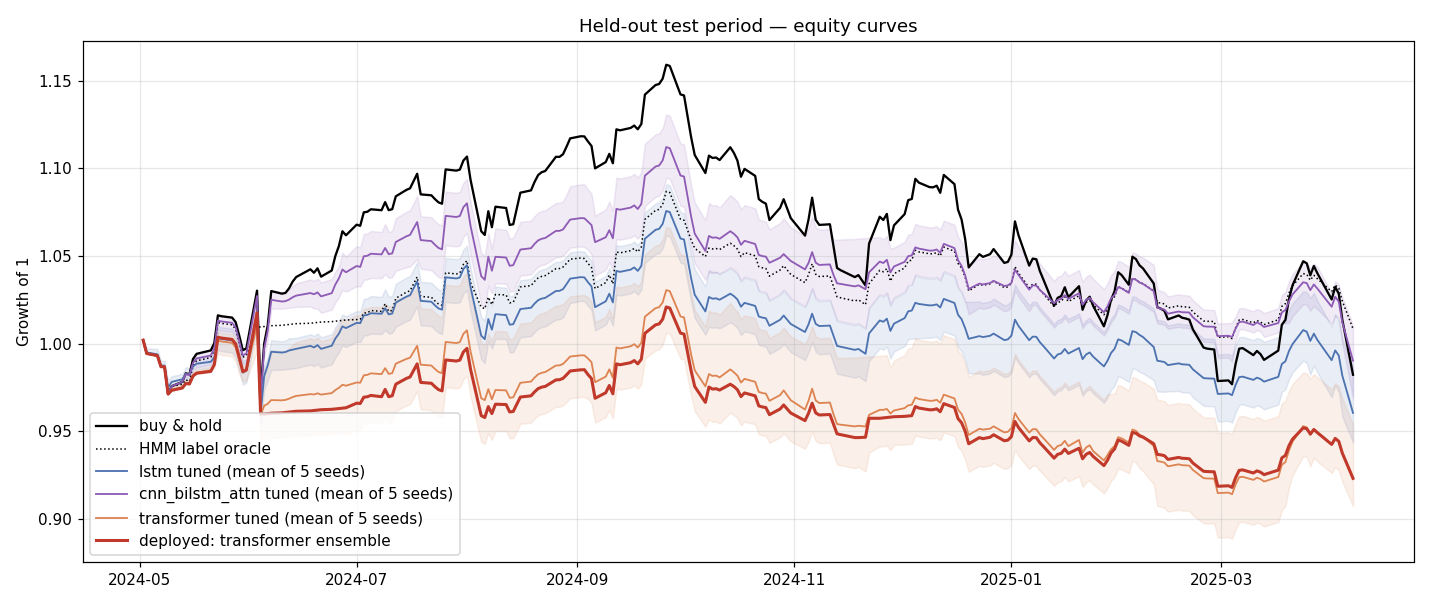 Held-out test period — equity curves
Growth of 1
1.15
1.10
1.05
1.00
0.95
0.90
buy & hold
HMM label oracle
lstm tuned (mean of 5 seeds)
cnn_bilstm_attn tuned (mean of 5 seeds)
transformer tuned (mean of 5 seeds)
deployed: transformer ensemble
2024-05 2024-07 2024-09 2024-11 2025-01 2025-03